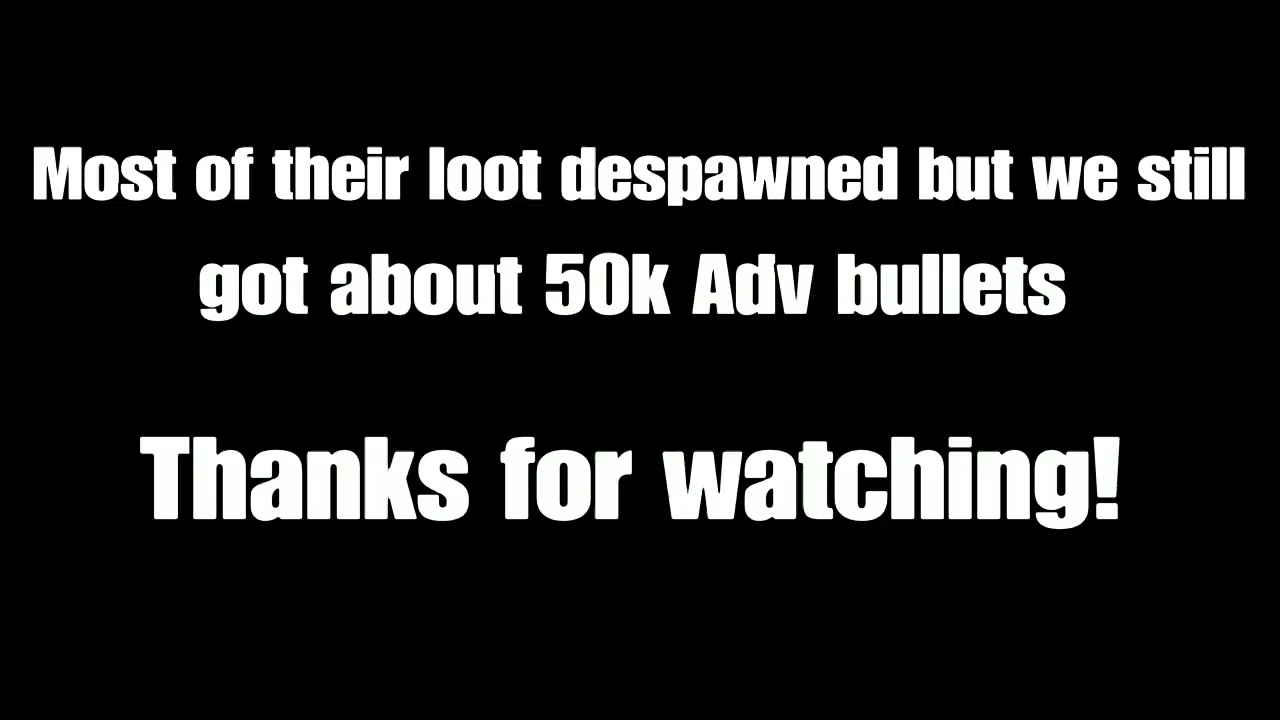 Most of their loot despawned but we still
got about 50k Adv bullets
Thanks for watching!